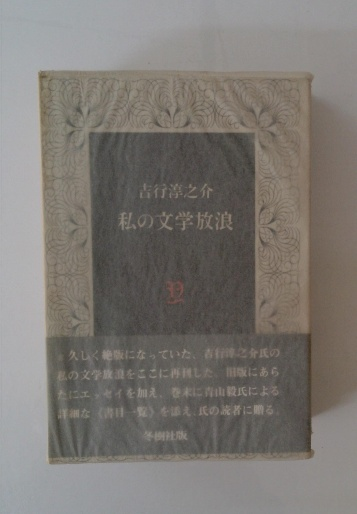 吉行淳之介
私の文学放浪
久しく絶版になっていた、吉行淳之介氏の
私の文学放浪をここに再刊した。旧版にあら
たにエッセイを加え、巻末に青山毅氏による
詳細な〈書目一覧〉を添え、氏の読者に贈る。
冬樹社版